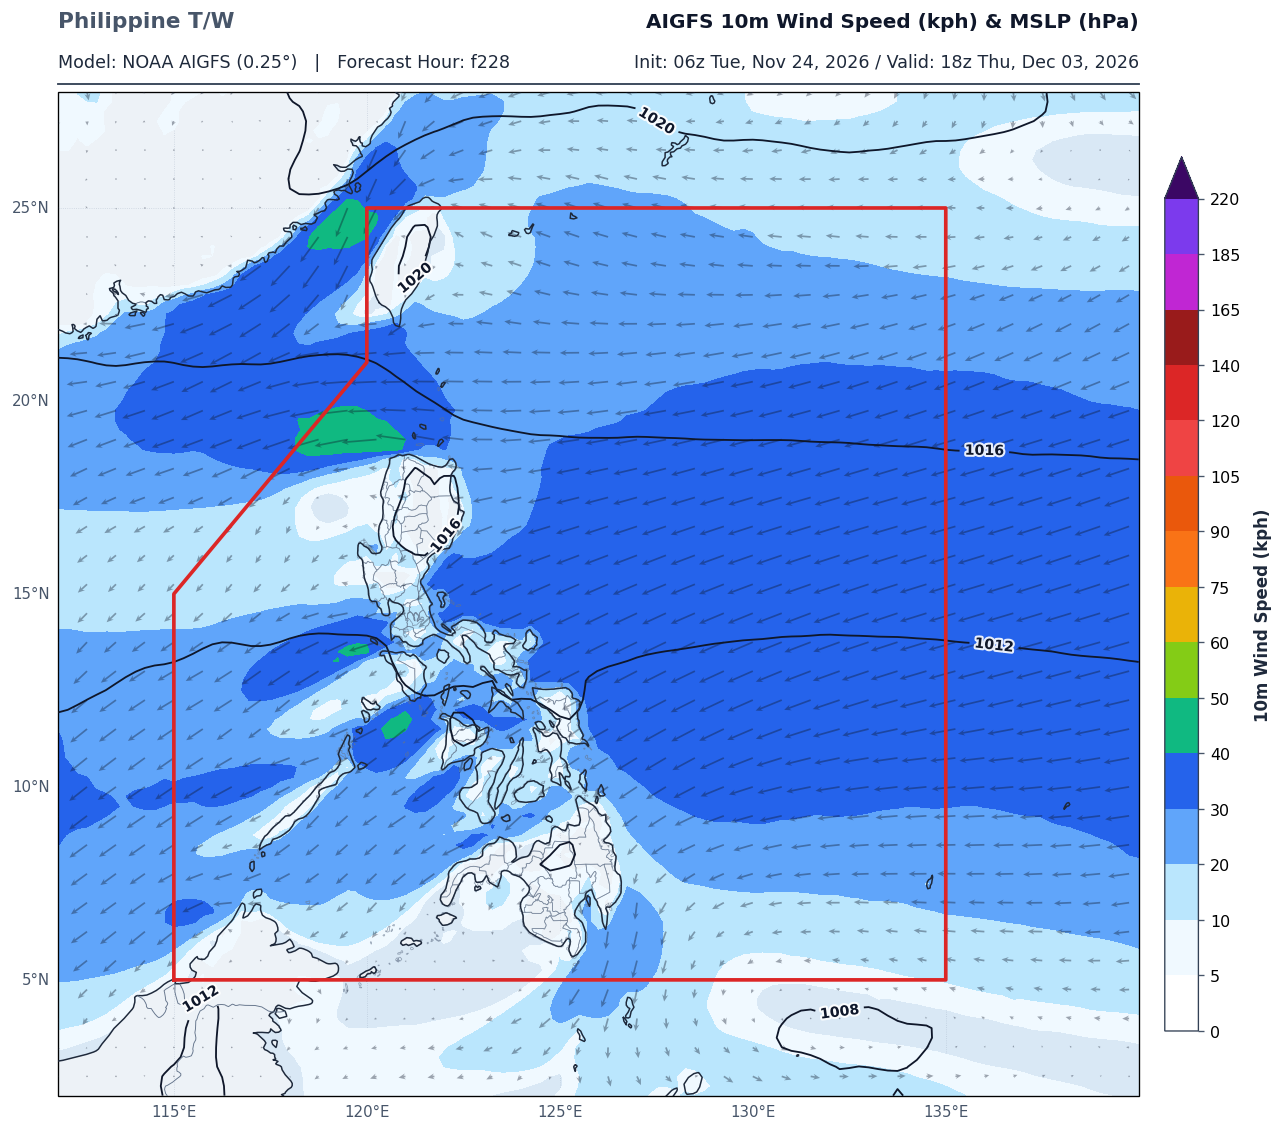 Philippine T/W
AIGFS 10m Wind Speed (kph) & MSLP (hPa)
Model: NOAA AIGFS (0.25°)   |   Forecast Hour: f228
Init: 06z Tue, Nov 24, 2026 / Valid: 18z Thu, Dec 03, 2026
1020
25°N
1020
20°N
1016
1016
15°N
1012
10°N
5°N
1012
1008
115°E
120°E
125°E
130°E
135°E
220
185
165
140
120
105
90
75
60
50
40
30
20
10
5
0
10m Wind Speed (kph)